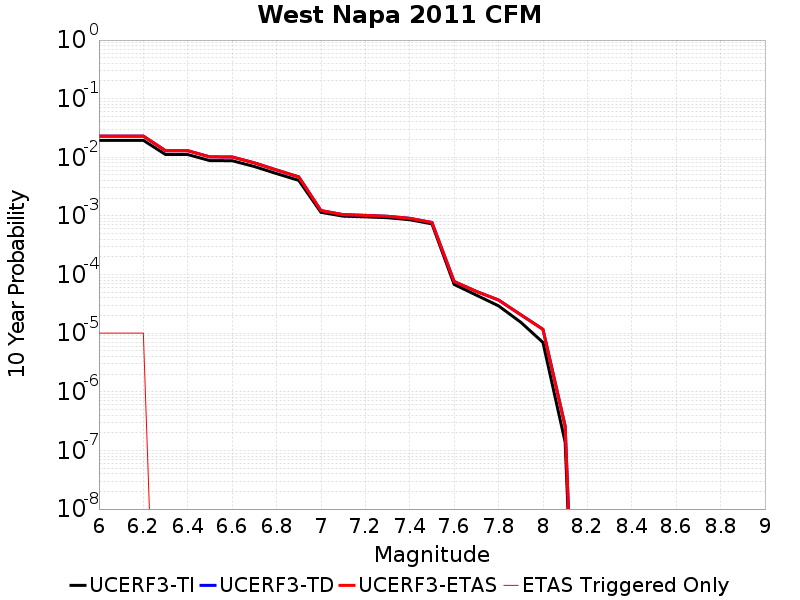 West Napa 2011 CFM
10 Year Probability
10^0
10^-1
10^-2
10^-3
10^-4
10^-5
10^-6
10^-7
10^-8
6 6.2 6.4 6.6 6.8 7 7.2 7.4 7.6 7.8 8 8.2 8.4 8.6 8.8 9
Magnitude
UCERF3-TI UCERF3-TD UCERF3-ETAS ETAS Triggered Only